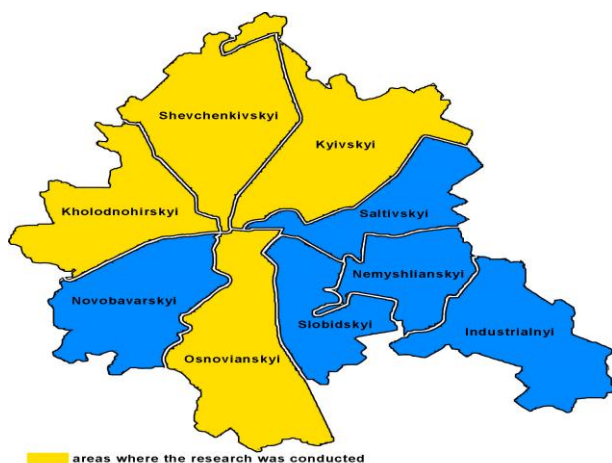 Shevchenkivskyi
Kyivskyi
Kholodnohirskyi
Saltivskyi
Nemyshlianskyi
Novobavarskyi
Slobidskyi
Industrialnyi
Osnovianskyi
areas where the research was conducted